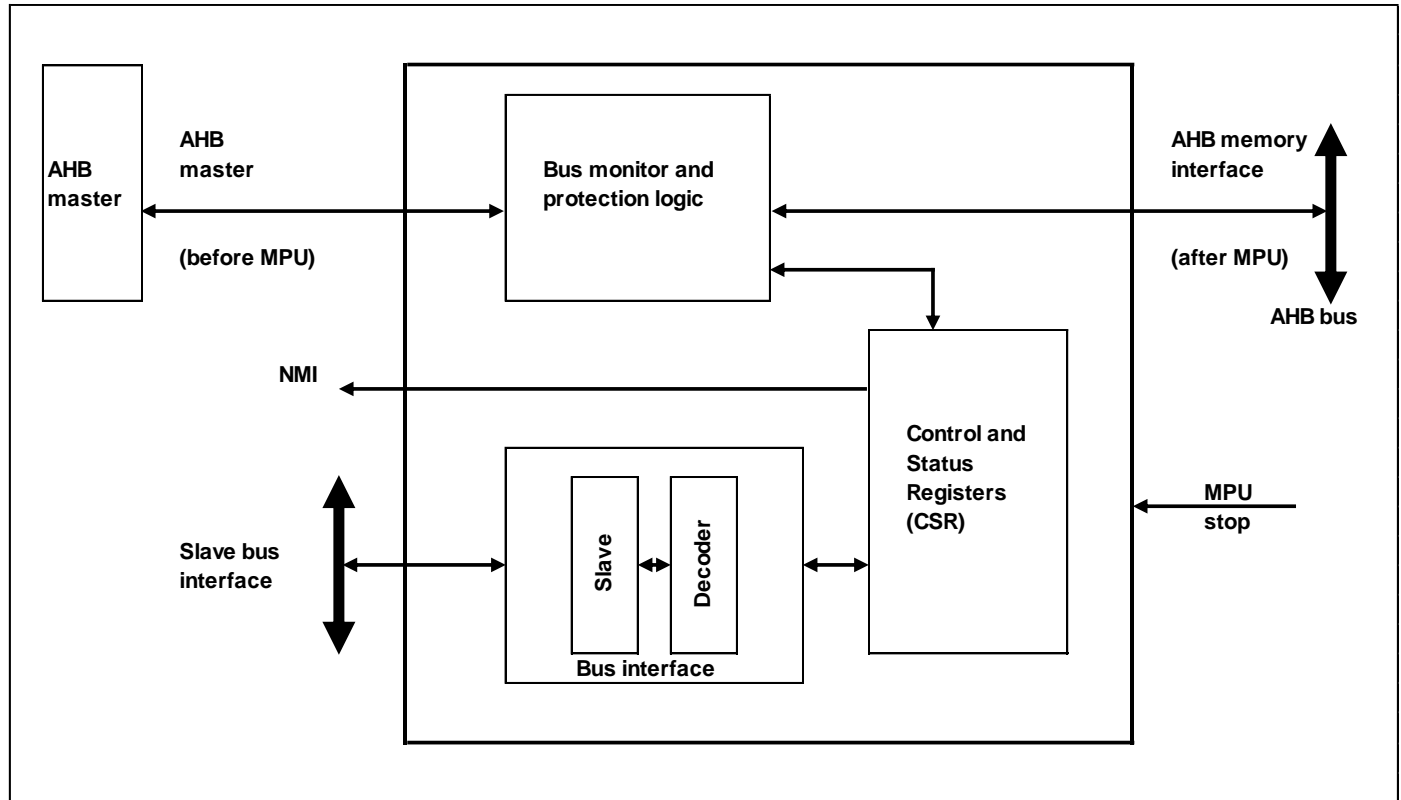 AHB
master
AHB
master
(before MPU)
Bus monitor and
protection logic
AHB memory
interface
(after MPU)
AHB bus
NMI
Control and
Status
Registers
(CSR)
MPU
stop
Slave bus
interface
Slave
Decoder
Bus interface